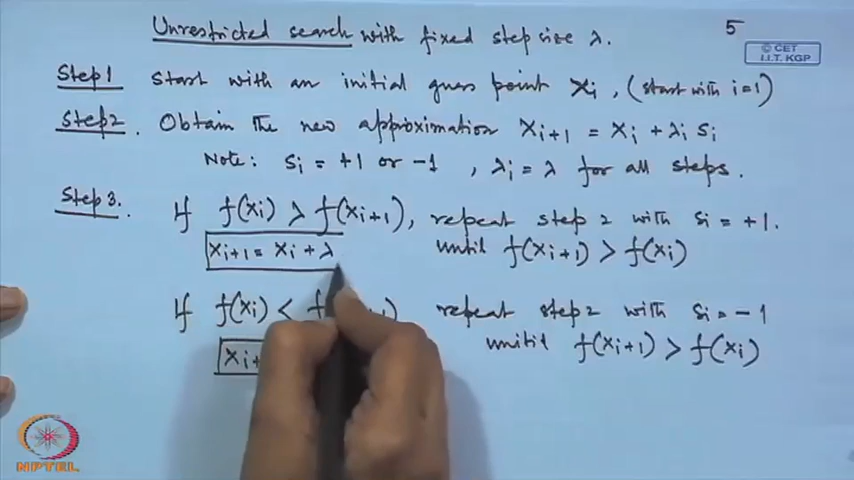 Unrestricted search with fixed step size λ.
5
© CET
I.I.T. KGP
Step 1 Start with an initial guess point Xi, (start with i=1)
Step 2. Obtain the new approximation Xi+1 = Xi + λi Si
Note: Si = +1 or -1 , λi = λ for all steps.
Step 3. If f(Xi) > f(Xi+1), repeat step 2 with Si = +1.
Xi+1 = Xi + λ until f(Xi+1) > f(Xi)
If f(Xi) < repeat step 2 with Si = -1
until f(Xi+1) > f(Xi)
NPTEL